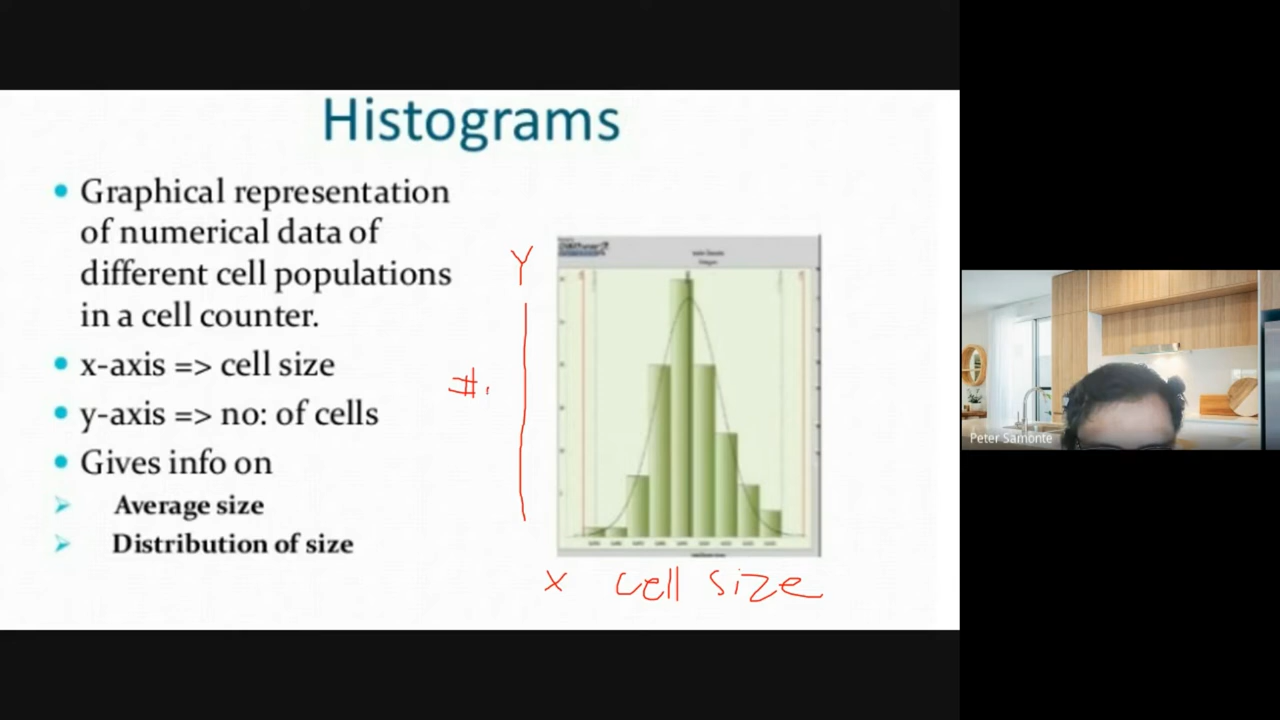 Histograms
• Graphical representation
of numerical data of
different cell populations
in a cell counter.
• x-axis => cell size
• y-axis => no: of cells
• Gives info on
➢ Average size
➢ Distribution of size
Y
#.
x cell size
Peter Samonte